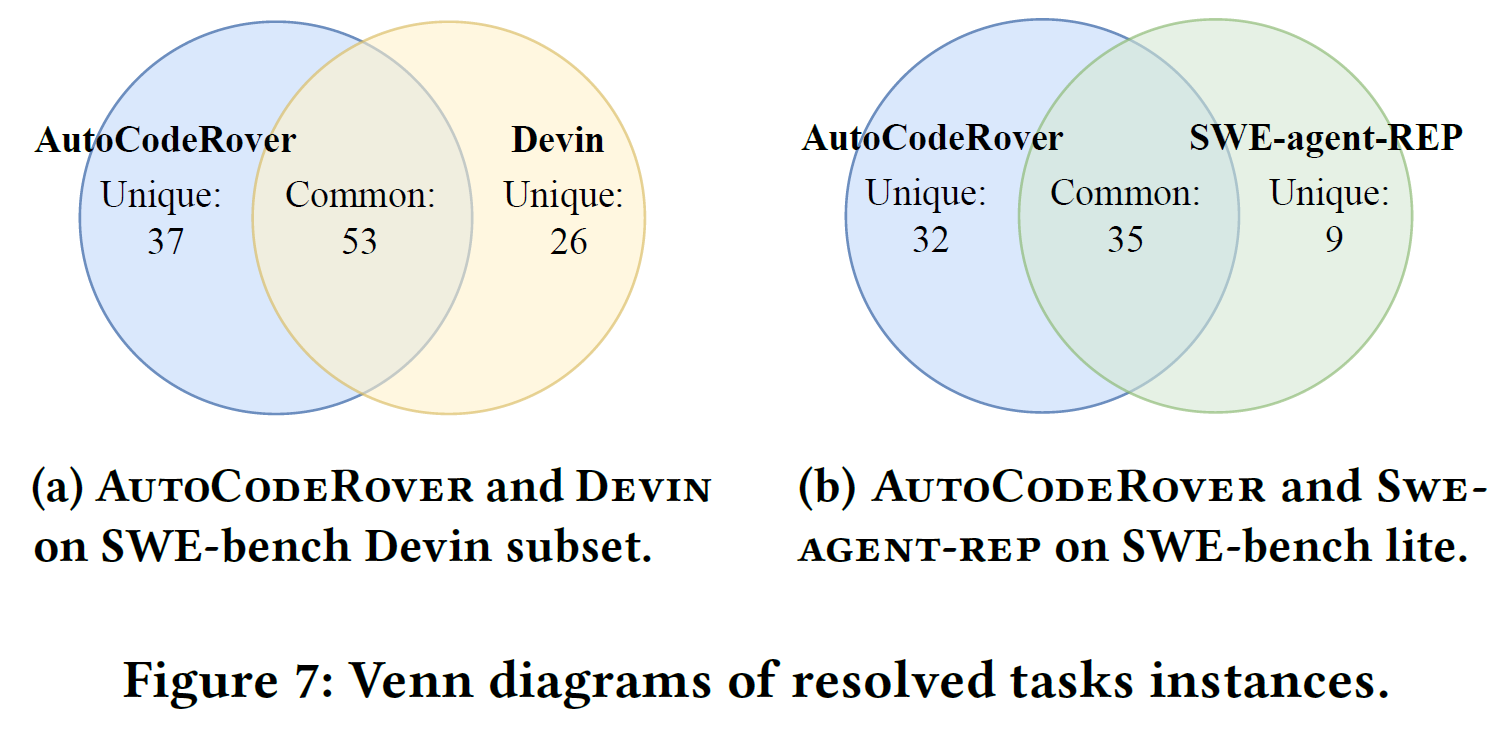 AutoCodeRover
Unique:
37
Common:
53
Devin
Unique:
26
(a) AUTOCODEROVER and DEVIN
on SWE-bench Devin subset.
AutoCodeRover
Unique:
32
Common:
35
SWE-agent-REP
Unique:
9
(b) AUTOCODEROVER and SWE-
AGENT-REP on SWE-bench lite.
Figure 7: Venn diagrams of resolved tasks instances.